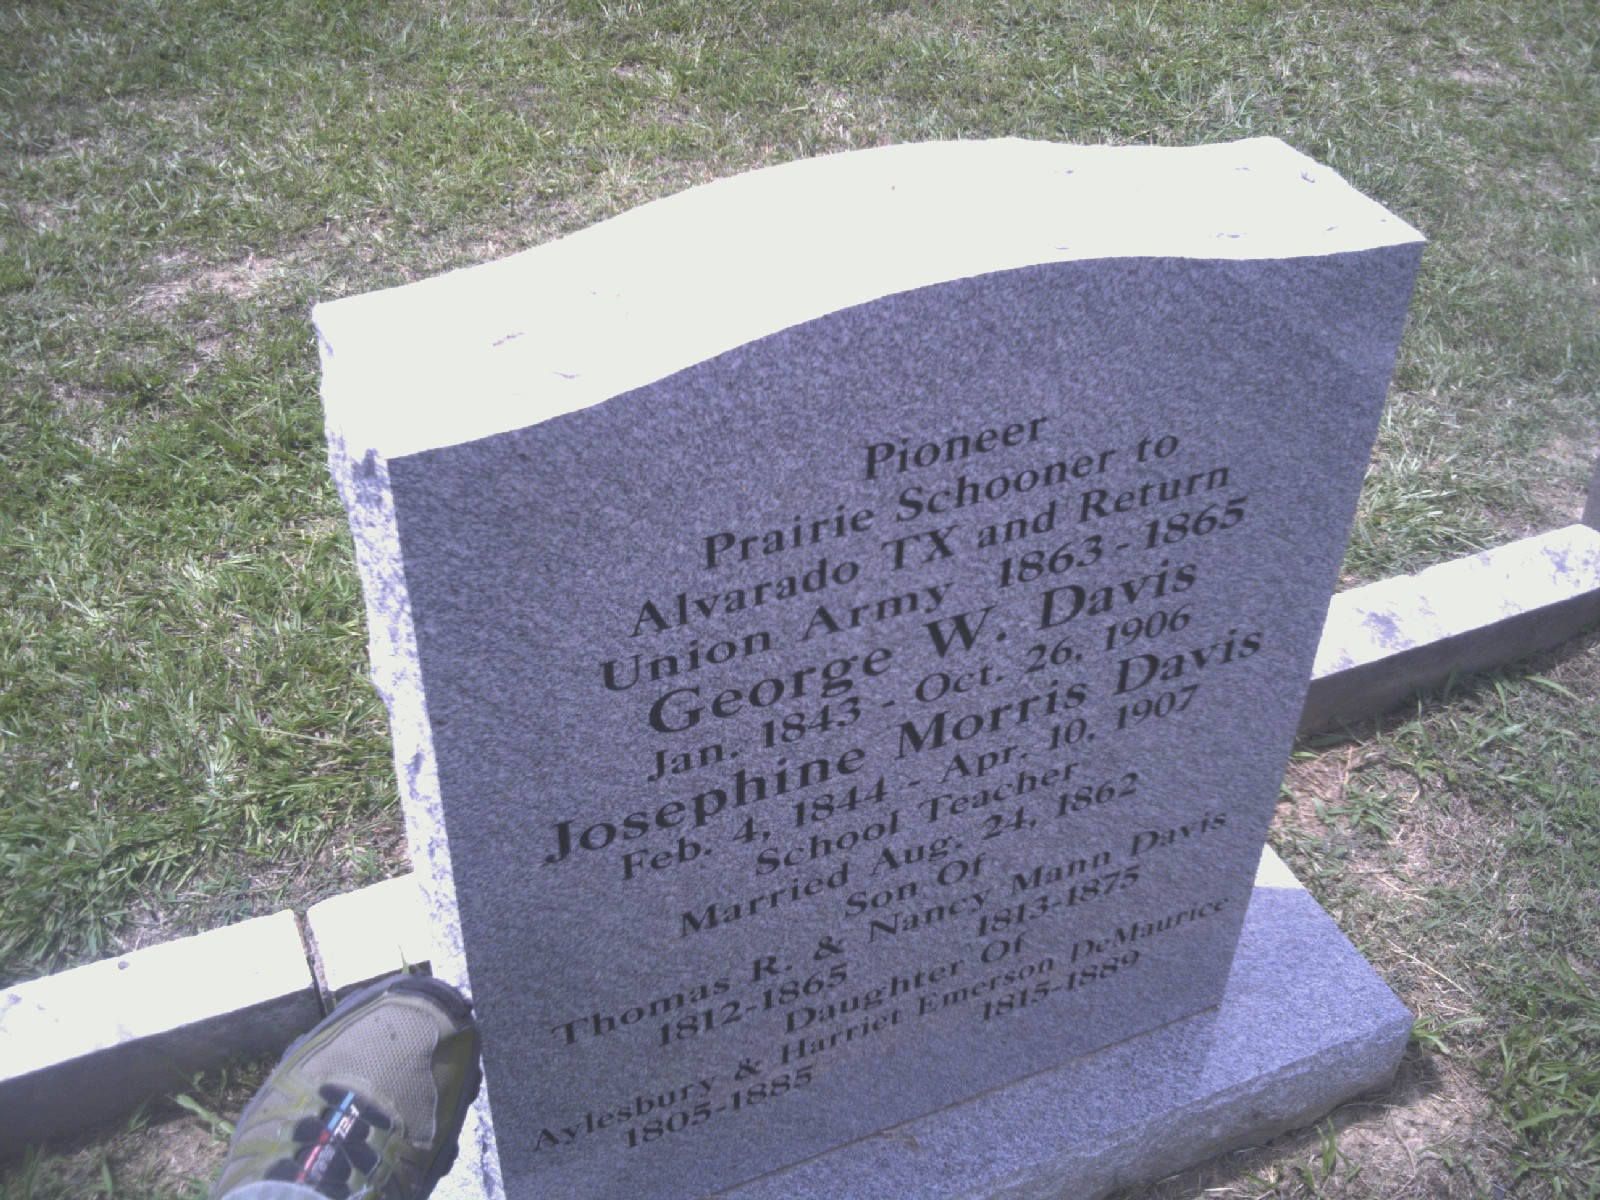 Pioneer
Prairie Schooner to
Alvarado TX and Return
Union Army 1863-1865
George W. Davis
Jan. 1843 - Oct. 26, 1906
Josephine Morris Davis
Feb. 4, 1844 - Apr. 10, 1907
School Teacher
Married Aug. 24, 1862
Son Of
Thomas R. & Nancy Mann Davis
1812-1865 1813-1875
Daughter Of
Aylesbury & Harriet Emerson DeMaurice
1805-1885 1815-1889